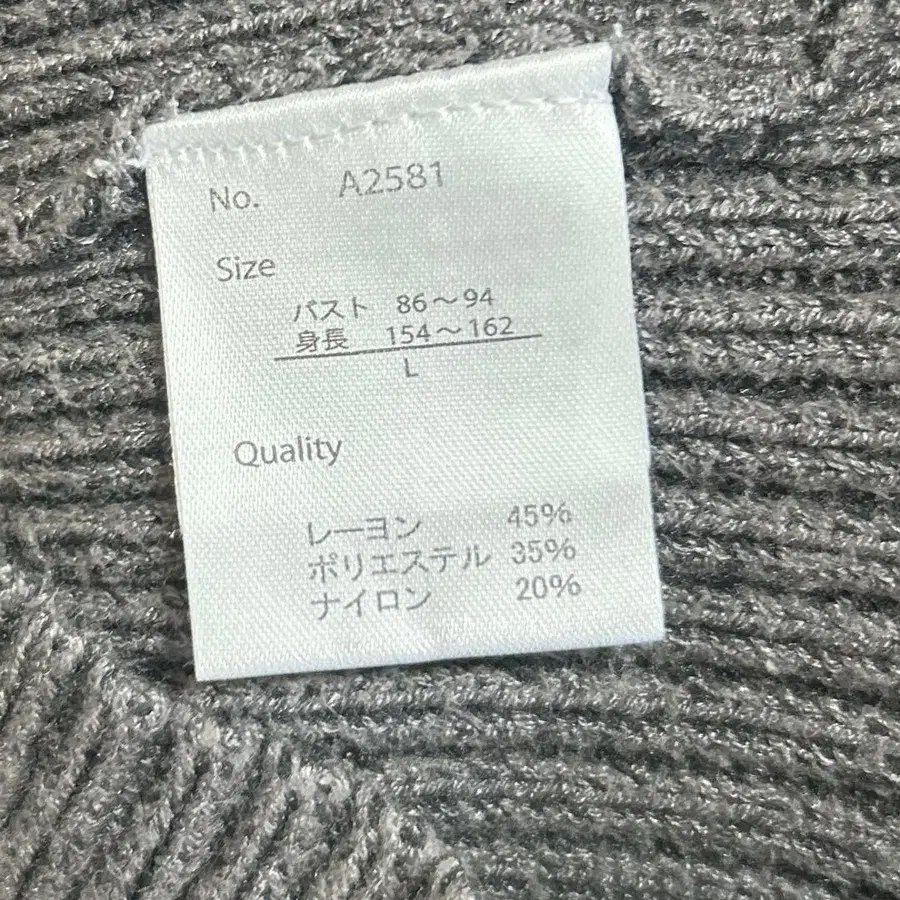 No. A2581
Size
バスト 86～94
身長 154～162
L
Quality
レーヨン 45%
ポリエステル 35%
ナイロン 20%